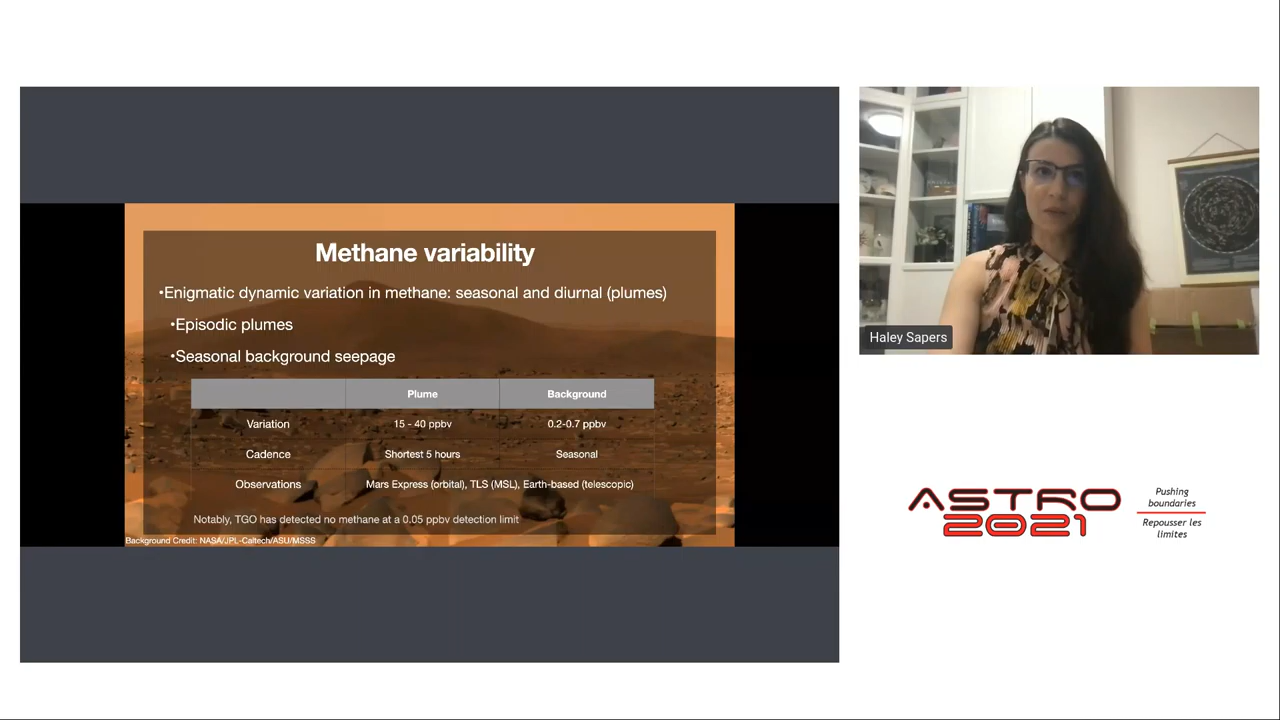 Methane variability
•Enigmatic dynamic variation in methane: seasonal and diurnal (plumes)
•Episodic plumes
•Seasonal background seepage
Plume Background
Variation 15 - 40 ppbv 0.2-0.7 ppbv
Cadence Shortest 5 hours Seasonal
Observations Mars Express (orbital), TLS (MSL), Earth-based (telescopic)
Notably, TGO has detected no methane at a 0.05 ppbv detection limit
Background Credit: NASA/JPL-Caltech/ASU/MSSS
Haley Sapers
ASTRO
2021
Pushing
boundaries
Repousser les
limites